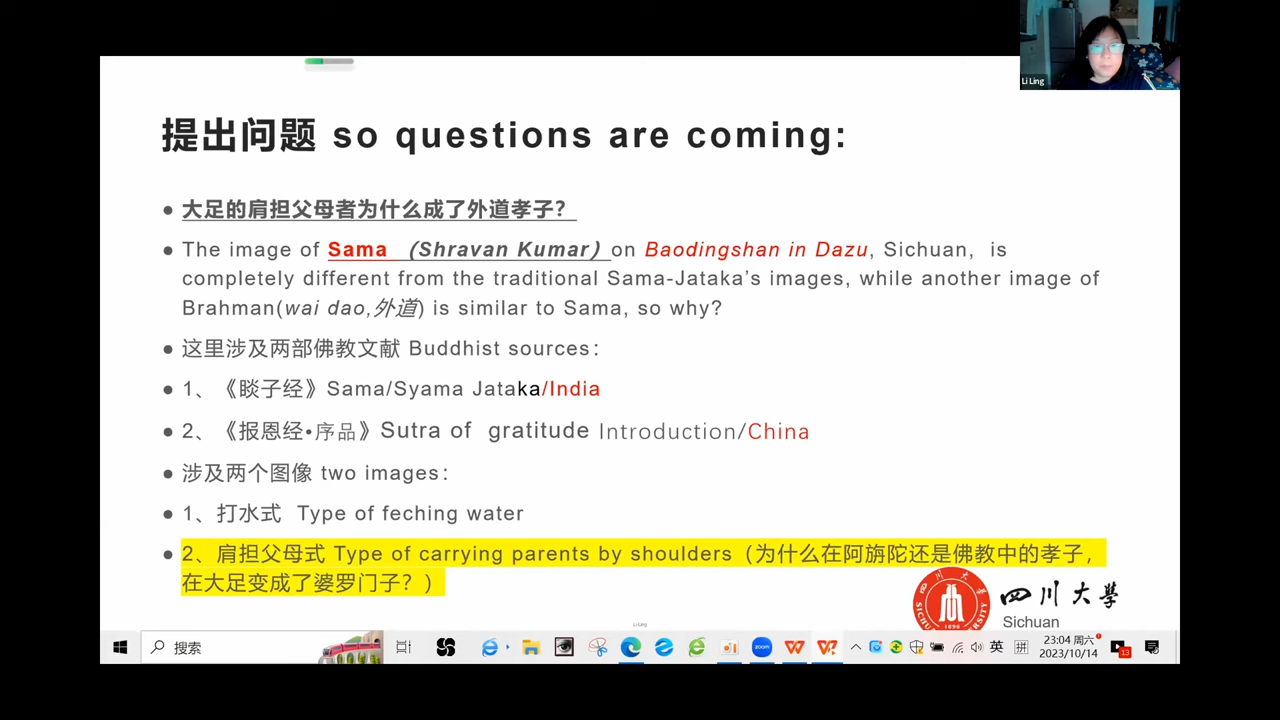 Li Ling
提出问题 so questions are coming:
大足的肩担父母者为什么成了外道孝子？
The image of Sama （Shravan Kumar）on Baodingshan in Dazu, Sichuan, is
completely different from the traditional Sama-Jataka’s images, while another image of
Brahman(wai dao,外道) is similar to Sama, so why?
这里涉及两部佛教文献 Buddhist sources：
1、《睒子经》Sama/Syama Jataka/India
2、《报恩经•序品》Sutra of gratitude Introduction/China
涉及两个图像 two images：
1、打水式 Type of feching water
2、肩担父母式 Type of carrying parents by shoulders（为什么在阿旃陀还是佛教中的孝子，
在大足变成了婆罗门子？）
四川大學
Sichuan
1896
Li Ling
搜索
zoom
英
拼
23:04 周六
2023/10/14
13